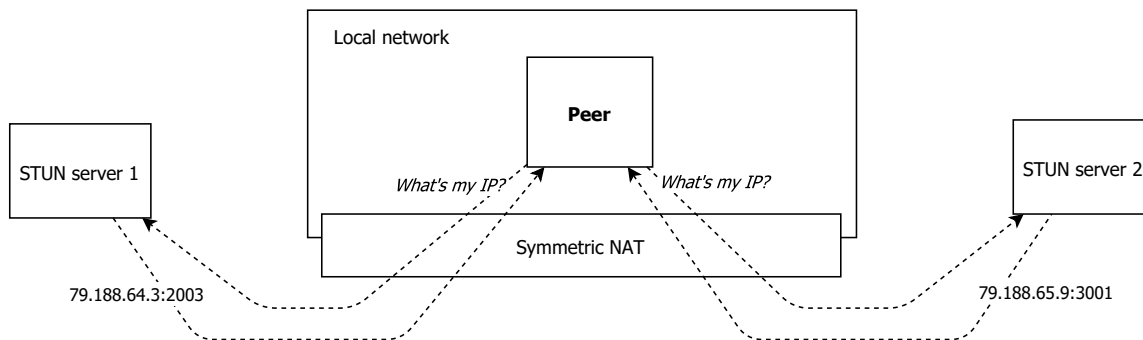 Local network
Peer
STUN server 1
STUN server 2
What's my IP?
What's my IP?
Symmetric NAT
79.188.64.3:2003
79.188.65.9:3001